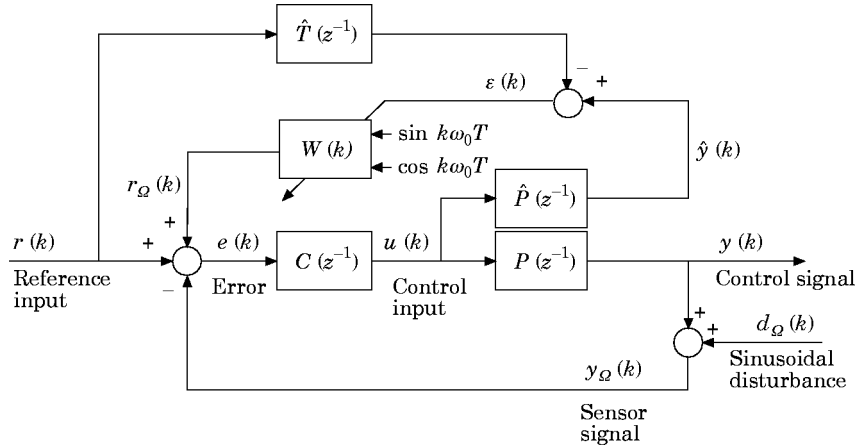 T̂ (z⁻¹)
−
+
ε (k)
W (k)
sin kω₀T
cos kω₀T
ŷ (k)
r_Ω (k)
P̂ (z⁻¹)
+
r (k)
+
e (k)
C (z⁻¹)
u (k)
P (z⁻¹)
y (k)
Reference
input
−
Error
Control
input
Control signal
+
+
d_Ω (k)
y_Ω (k)
Sinusoidal
disturbance
Sensor
signal